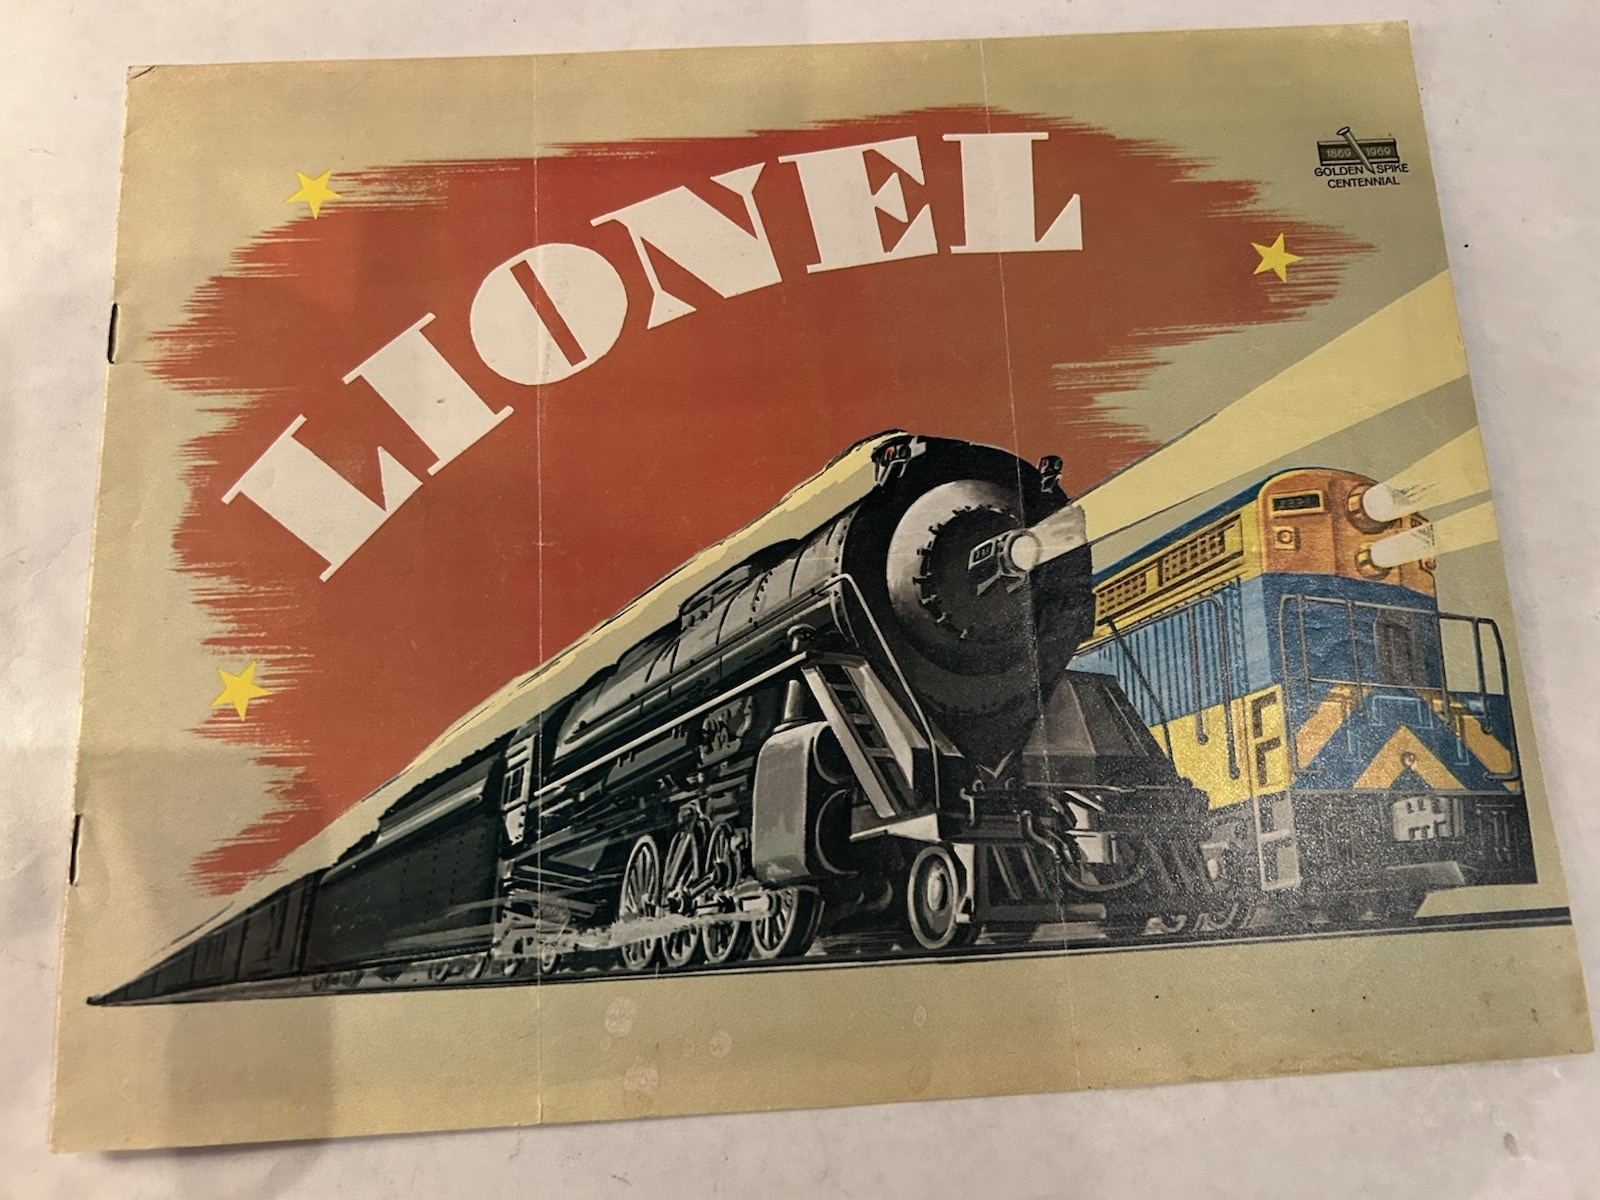 LIONEL
1869 1969
GOLDEN SPIKE
CENTENNIAL